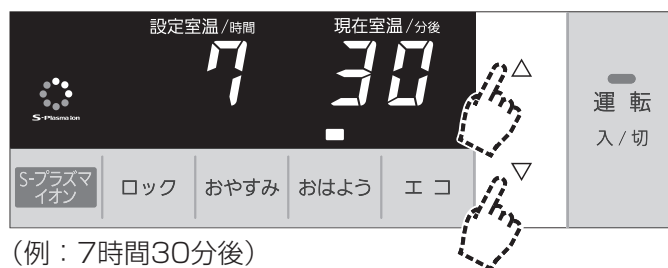 設定室温/時間 現在室温/分後
7 30
S-Plasma ion
△
▽
運 転
入/切
S-プラズマ
イオン
ロック
おやすみ
おはよう
エコ
(例:7時間30分後)